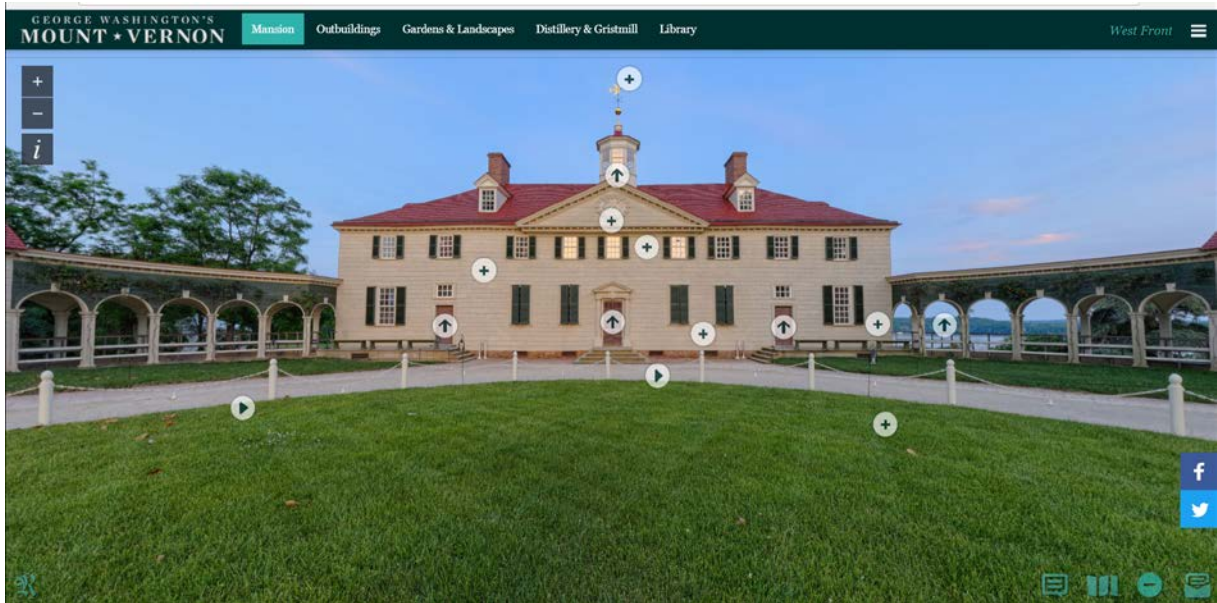 GEORGE WASHINGTON'S
MOUNT ★ VERNON
Mansion Outbuildings Gardens & Landscapes Distillery & Gristmill Library
West Front
+
−
i